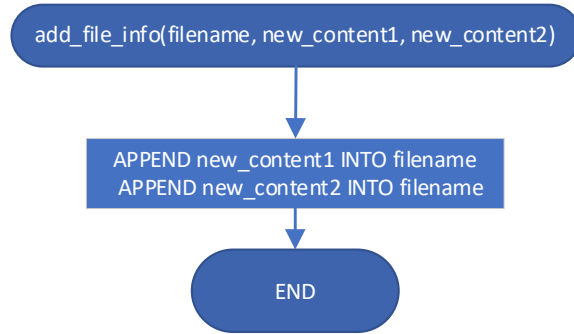 add_file_info(filename, new_content1, new_content2)
APPEND new_content1 INTO filename
APPEND new_content2 INTO filename
END